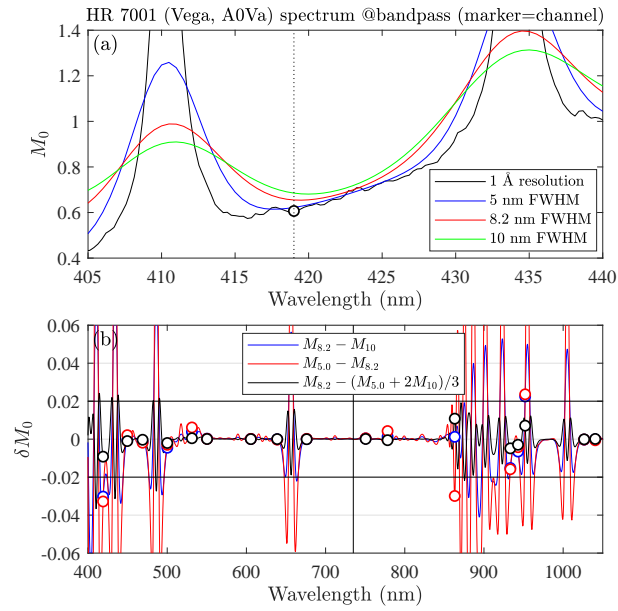 HR 7001 (Vega, A0Va) spectrum @bandpass (marker=channel)
(a)
1.4
1.2
1
0.8
0.6
0.4
M₀
1 Å resolution
5 nm FWHM
8.2 nm FWHM
10 nm FWHM
405 410 415 420 425 430 435 440
Wavelength (nm)
(b)
0.06
0.04
0.02
0
-0.02
-0.04
-0.06
δM₀
M₈.₂ − M₁₀
M₅.₀ − M₈.₂
M₈.₂ − (M₅.₀ + 2M₁₀)/3
400 500 600 700 800 900 1000
Wavelength (nm)